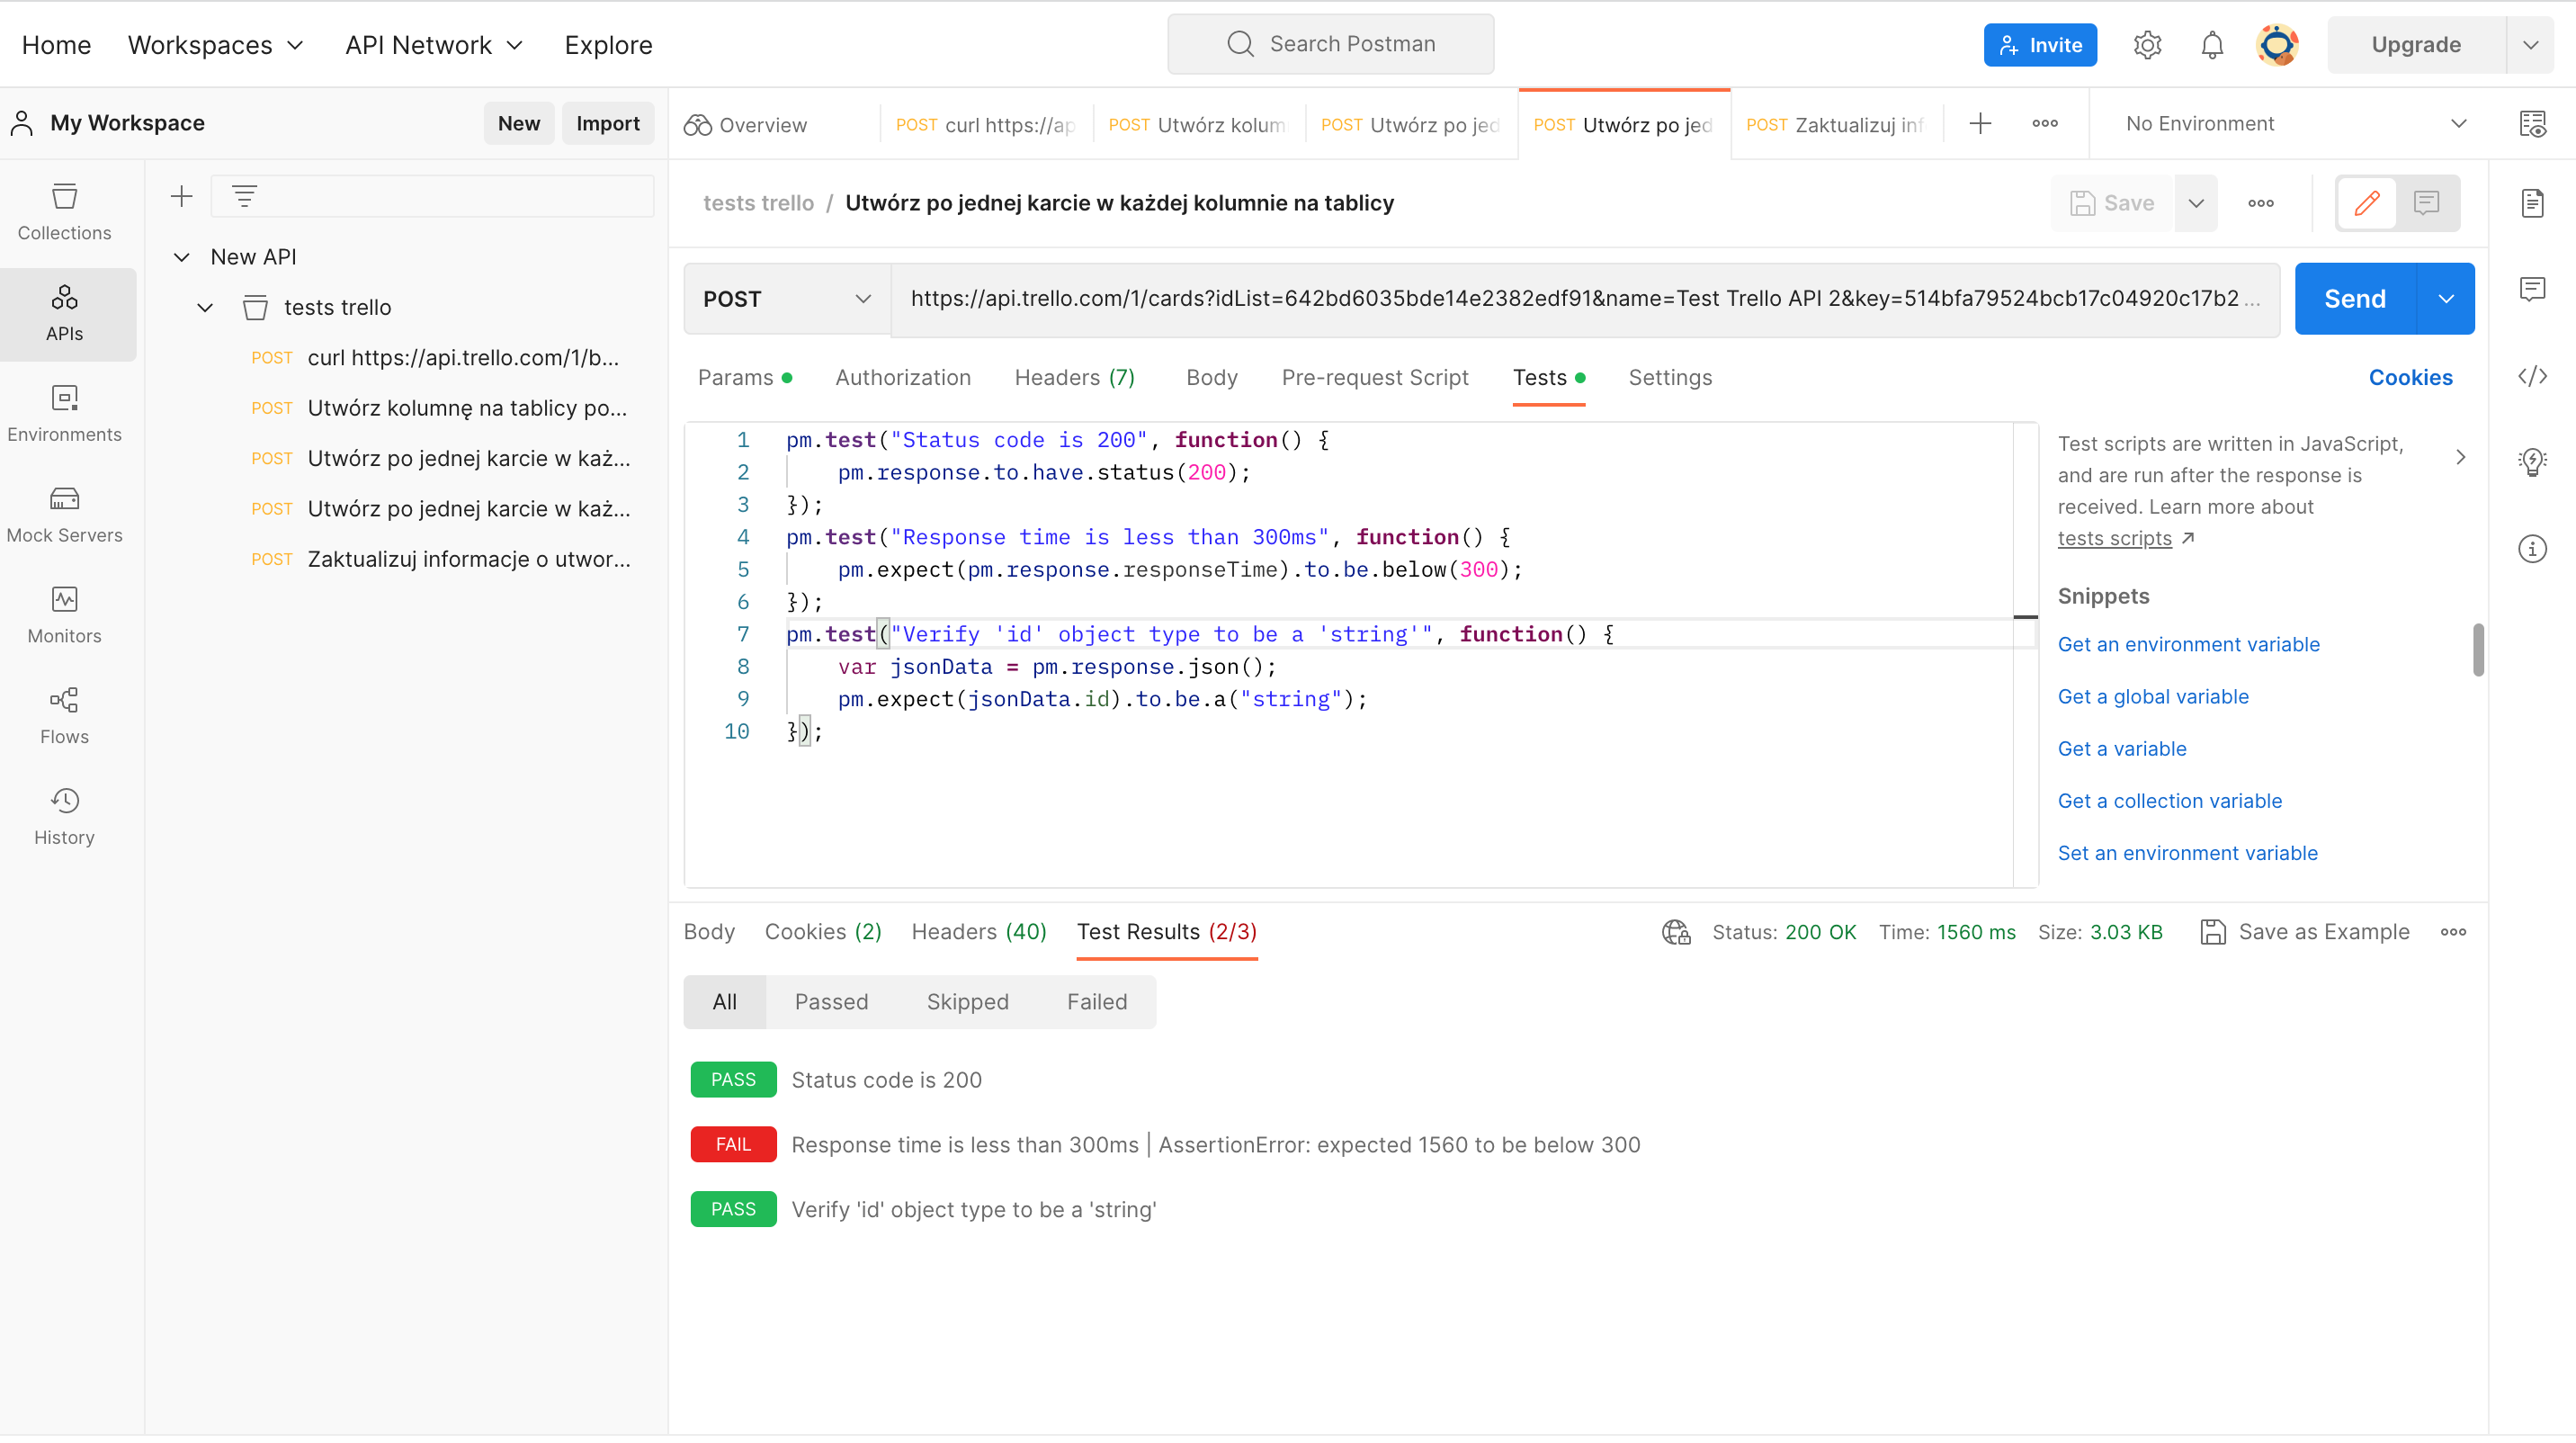 Home Workspaces API Network Explore Search Postman Invite Upgrade
My Workspace New Import Overview POST curl https://ap POST Utwórz kolum POST Utwórz po jed POST Utwórz po jed POST Zaktualizuj inf No Environment
Collections
APIs
Environments
Mock Servers
Monitors
Flows
History
New API
tests trello
POST curl https://api.trello.com/1/b...
POST Utwórz kolumnę na tablicy po...
POST Utwórz po jednej karcie w każ...
POST Utwórz po jednej karcie w każ...
POST Zaktualizuj informacje o utwor...
tests trello / Utwórz po jednej karcie w każdej kolumnie na tablicy Save
POST https://api.trello.com/1/cards?idList=642bd6035bde14e2382edf91&name=Test Trello API 2&key=514bfa79524bcb17c04920c17b2 ... Send
Params Authorization Headers (7) Body Pre-request Script Tests Settings Cookies
1 pm.test("Status code is 200", function() {
2 pm.response.to.have.status(200);
3 });
4 pm.test("Response time is less than 300ms", function() {
5 pm.expect(pm.response.responseTime).to.be.below(300);
6 });
7 pm.test("Verify 'id' object type to be a 'string'", function() {
8 var jsonData = pm.response.json();
9 pm.expect(jsonData.id).to.be.a("string");
10 });
Test scripts are written in JavaScript,
and are run after the response is
received. Learn more about
tests scripts
Snippets
Get an environment variable
Get a global variable
Get a variable
Get a collection variable
Set an environment variable
Body Cookies (2) Headers (40) Test Results (2/3) Status: 200 OK Time: 1560 ms Size: 3.03 KB Save as Example
All Passed Skipped Failed
PASS Status code is 200
FAIL Response time is less than 300ms | AssertionError: expected 1560 to be below 300
PASS Verify 'id' object type to be a 'string'